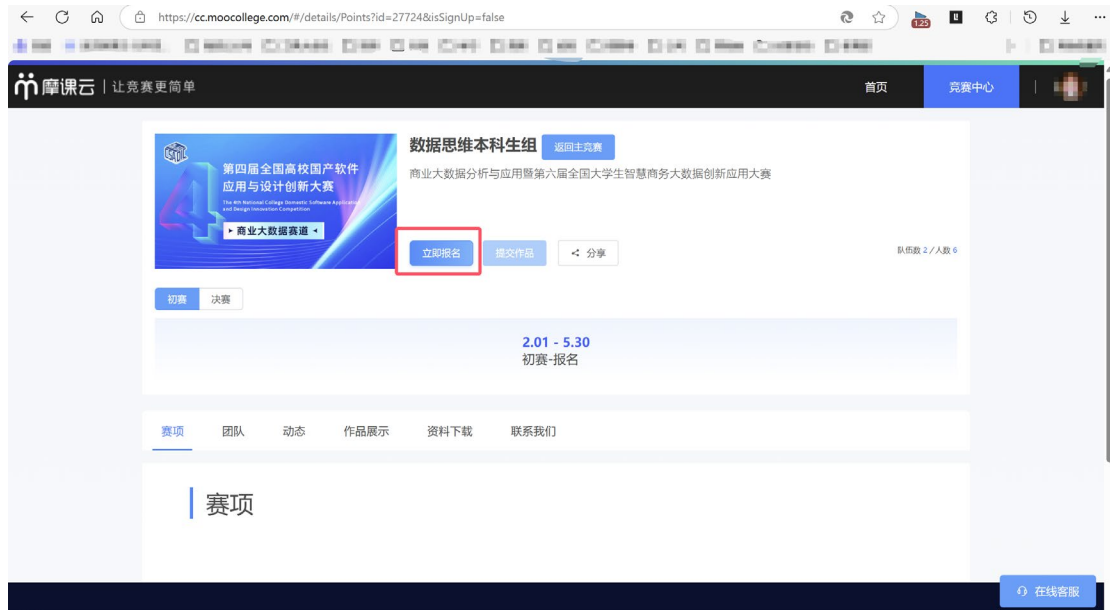 https://cc.moocollege.com/#/details/Points?id=27724&isSignUp=false
1.25
摩课云 | 让竞赛更简单
首页
竞赛中心
第四届全国高校国产软件
应用与设计创新大赛
The 4th National College Domestic Software Application
and Design Innovation Competition
商业大数据赛道
数据思维本科生组
返回主竞赛
商业大数据分析与应用暨第六届全国大学生智慧商务大数据创新应用大赛
立即报名
提交作品
分享
队伍数 2 / 人数 6
初赛
决赛
2.01 - 5.30
初赛-报名
赛项
团队
动态
作品展示
资料下载
联系我们
赛项
在线客服